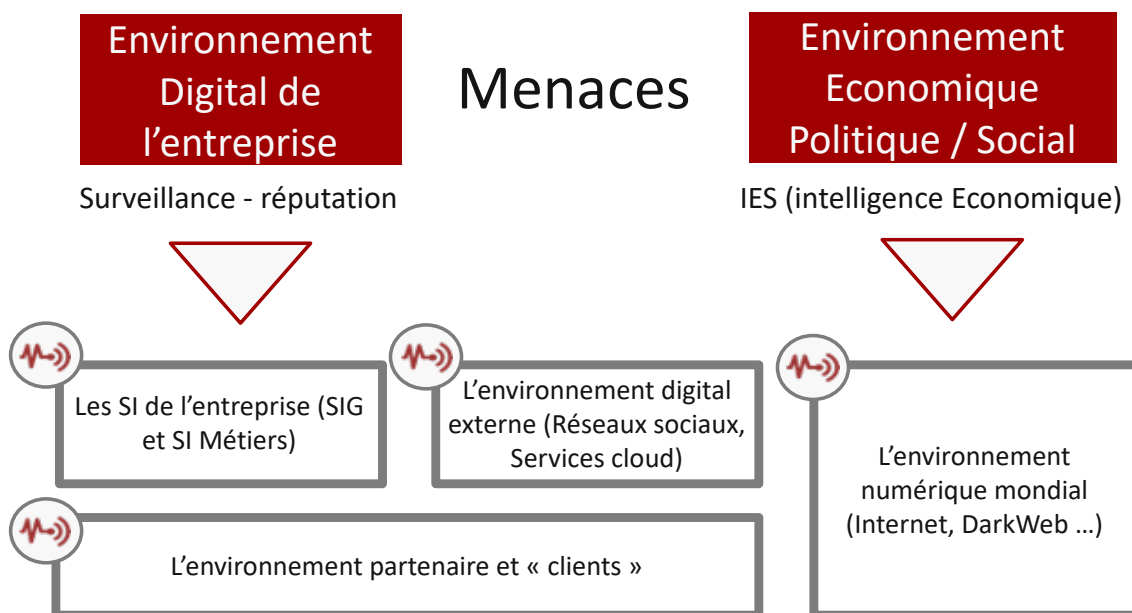 Environnement
Digital de
l'entreprise
Menaces
Environnement
Economique
Politique / Social
Surveillance - réputation
IES (intelligence Economique)
Les SI de l'entreprise (SIG
et SI Métiers)
L'environnement digital
externe (Réseaux sociaux,
Services cloud)
L'environnement
numérique mondial
(Internet, DarkWeb ...)
L'environnement partenaire et « clients »